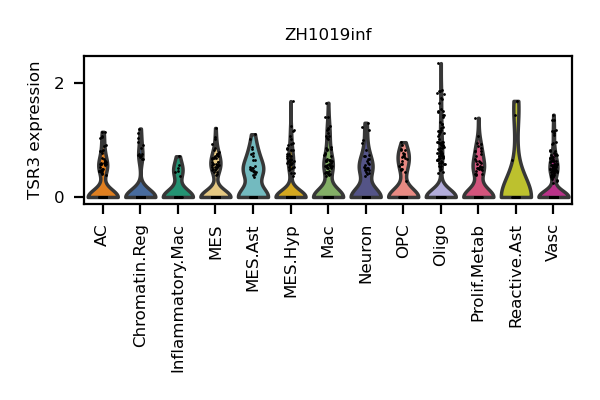 ZH1019inf
TSR3 expression
2
0
AC
Chromatin.Reg
Inflammatory.Mac
MES
MES.Ast
MES.Hyp
Mac
Neuron
OPC
Oligo
Prolif.Metab
Reactive.Ast
Vasc